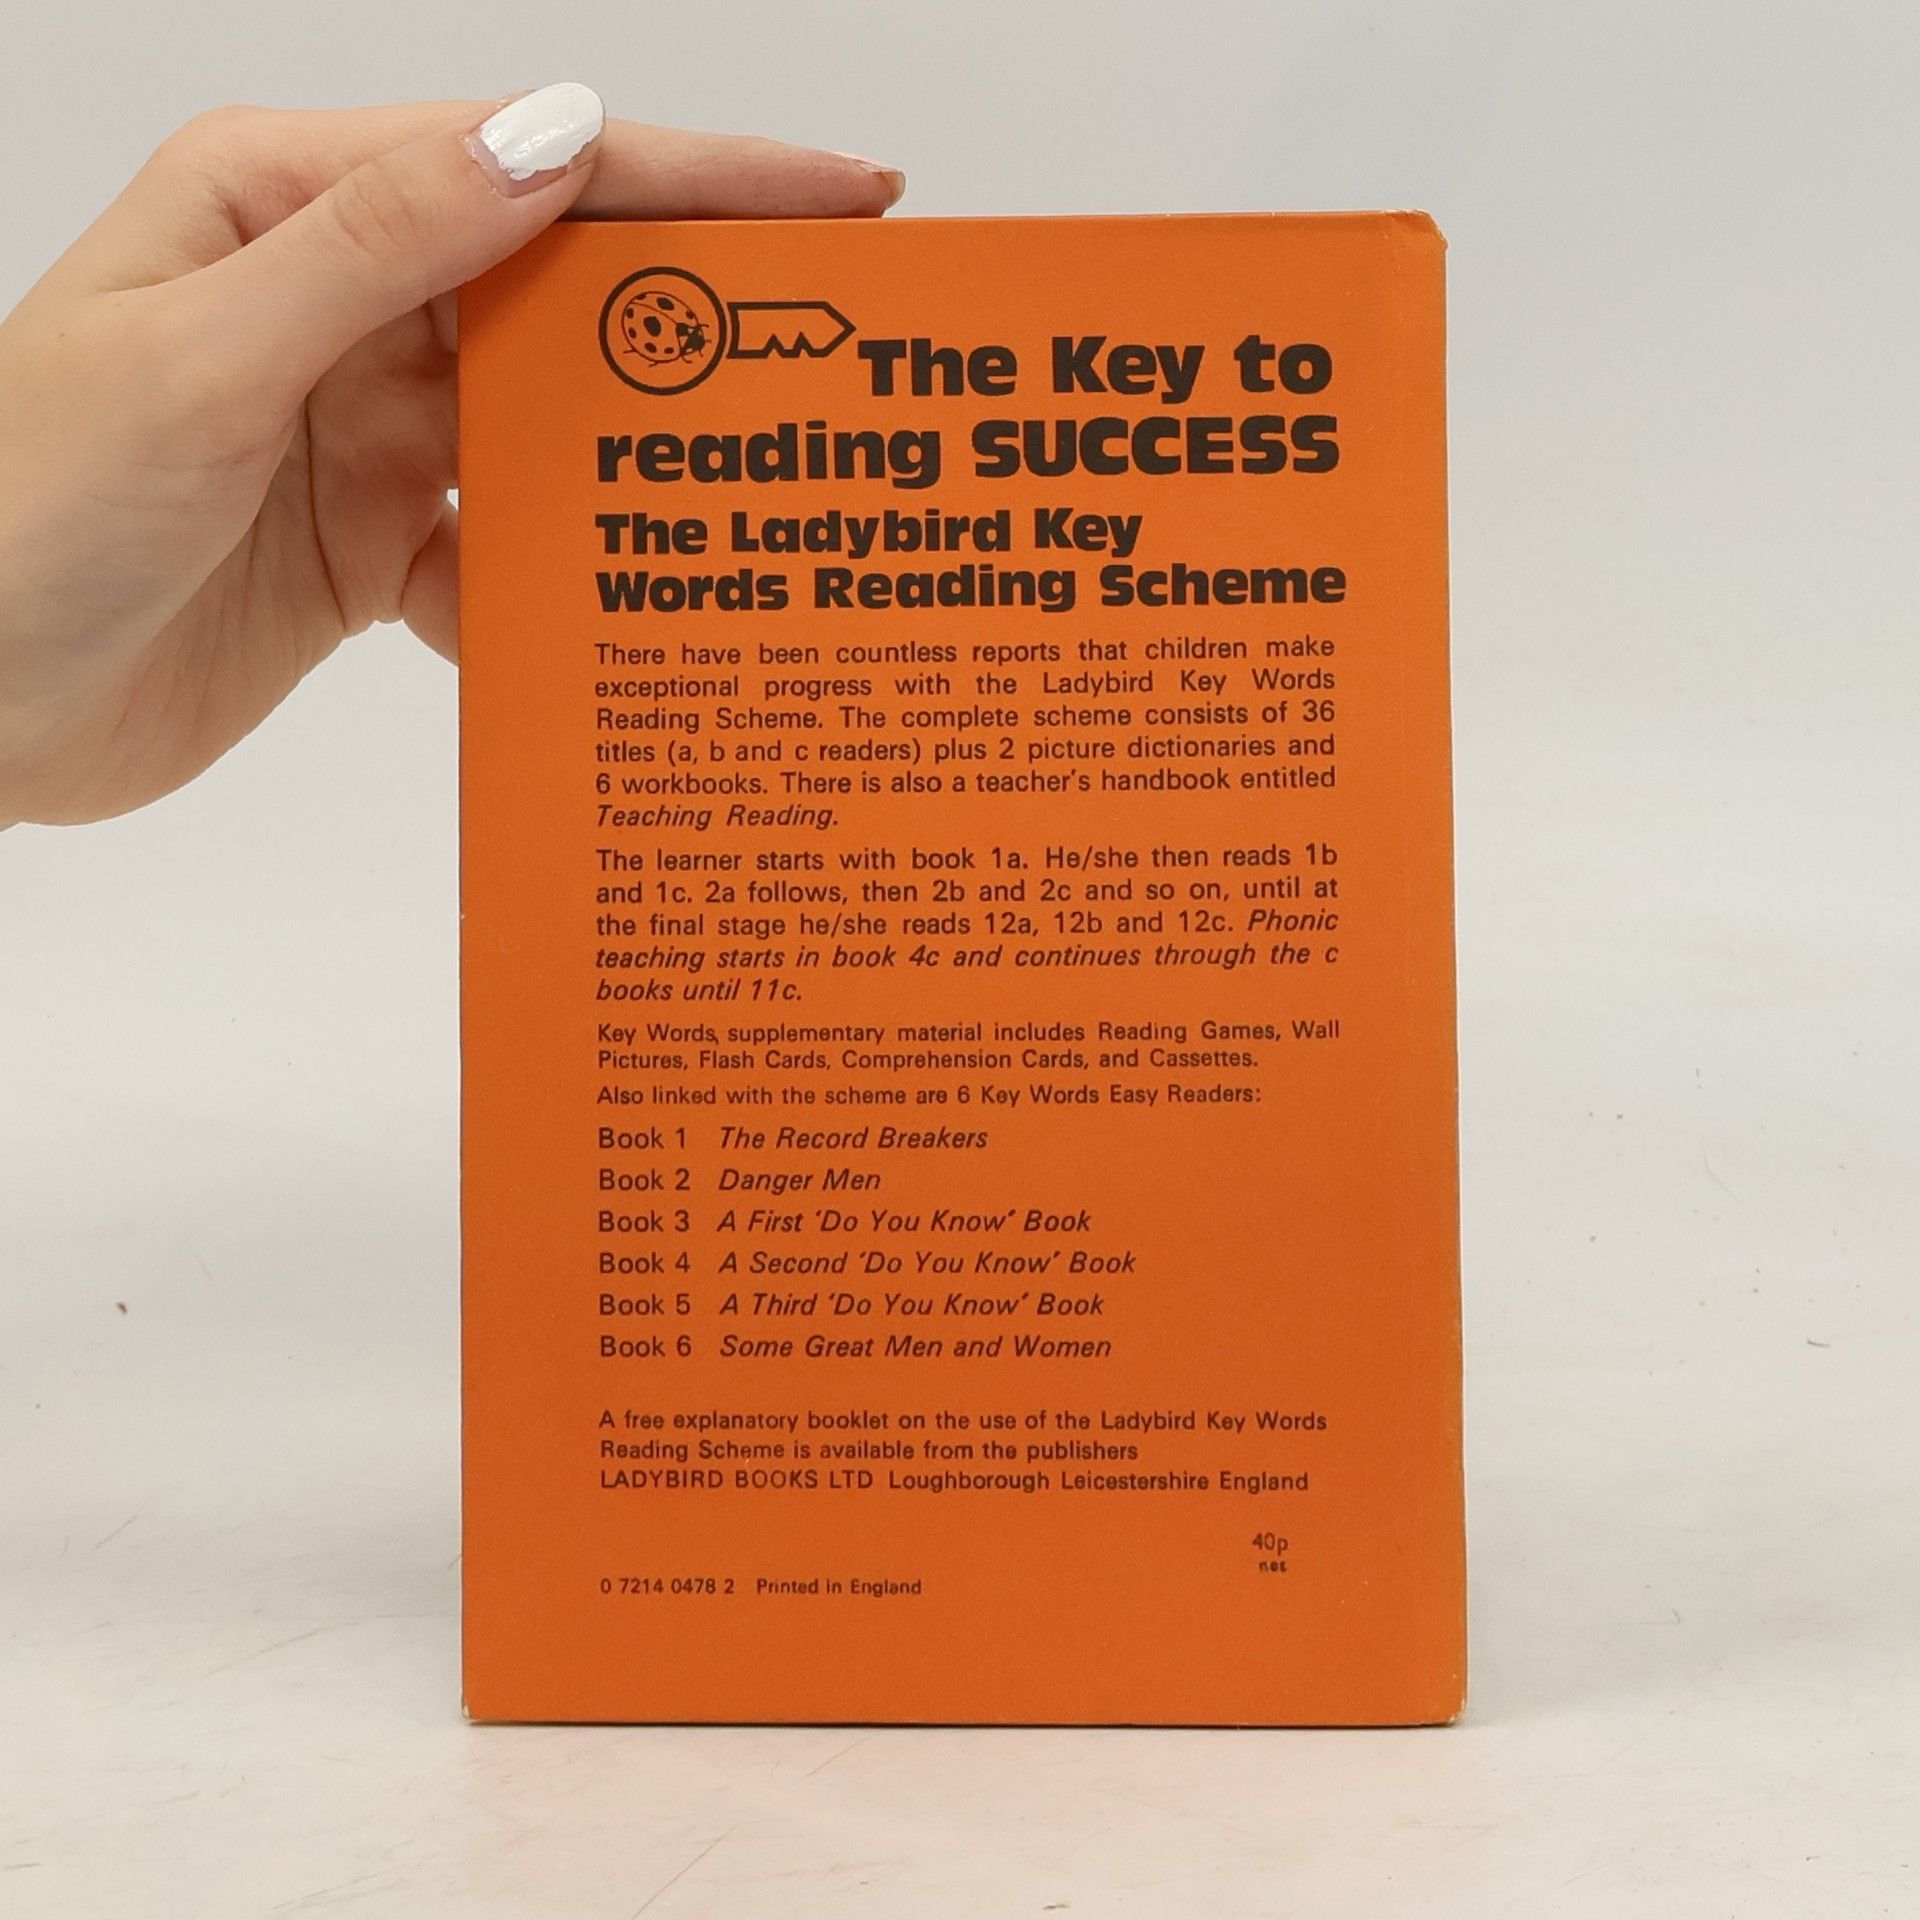 The Key to
reading SUCCESS
The Ladybird Key
Words Reading Scheme
There have been countless reports that children make
exceptional progress with the Ladybird Key Words
Reading Scheme. The complete scheme consists of 36
titles (a, b and c readers) plus 2 picture dictionaries and
6 workbooks. There is also a teacher's handbook entitled
Teaching Reading.
The learner starts with book 1a. He/she then reads 1b
and 1c. 2a follows, then 2b and 2c and so on, until at
the final stage he/she reads 12a, 12b and 12c. Phonic
teaching starts in book 4c and continues through the c
books until 11c.
Key Words, supplementary material includes Reading Games, Wall
Pictures, Flash Cards, Comprehension Cards, and Cassettes.
Also linked with the scheme are 6 Key Words Easy Readers:
Book 1 The Record Breakers
Book 2 Danger Men
Book 3 A First 'Do You Know' Book
Book 4 A Second 'Do You Know' Book
Book 5 A Third 'Do You Know' Book
Book 6 Some Great Men and Women
A free explanatory booklet on the use of the Ladybird Key Words
Reading Scheme is available from the publishers
LADYBIRD BOOKS LTD Loughborough Leicestershire England
40p
net
0 7214 0478 2 Printed in England